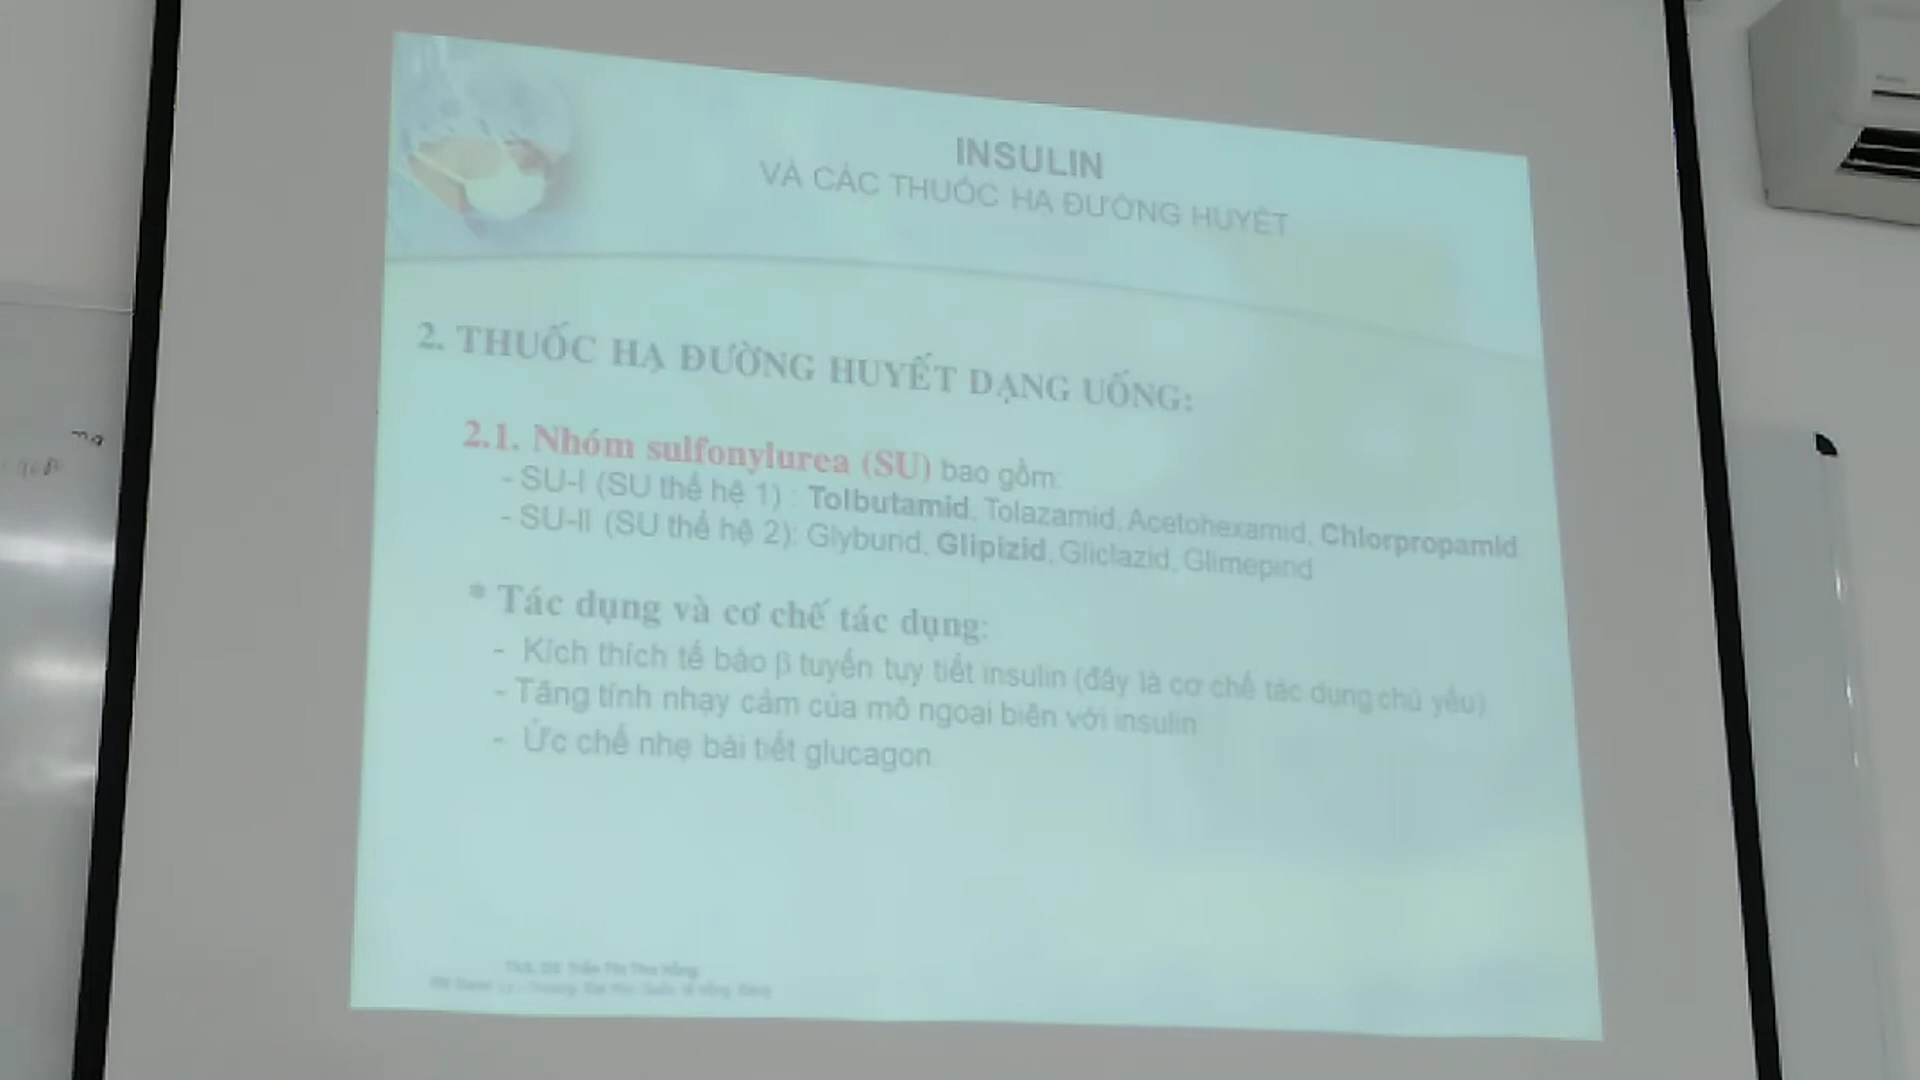 INSULIN
VÀ CÁC THUỐC HẠ ĐƯỜNG HUYẾT
2. THUỐC HẠ ĐƯỜNG HUYẾT DẠNG UỐNG:
2.1. Nhóm sulfonylurea (SU) bao gồm:
- SU-I (SU thế hệ 1) : Tolbutamid, Tolazamid, Acetohexamid, Chlorpropamid
- SU-II (SU thế hệ 2): Glybund, Glipizid, Gliclazid, Glimepind
* Tác dụng và cơ chế tác dụng:
- Kích thích tế bào β tuyến tụy tiết insulin (đây là cơ chế tác dụng chủ yếu)
- Tăng tính nhạy cảm của mô ngoại biên với insulin
- Ức chế nhẹ bài tiết glucagon